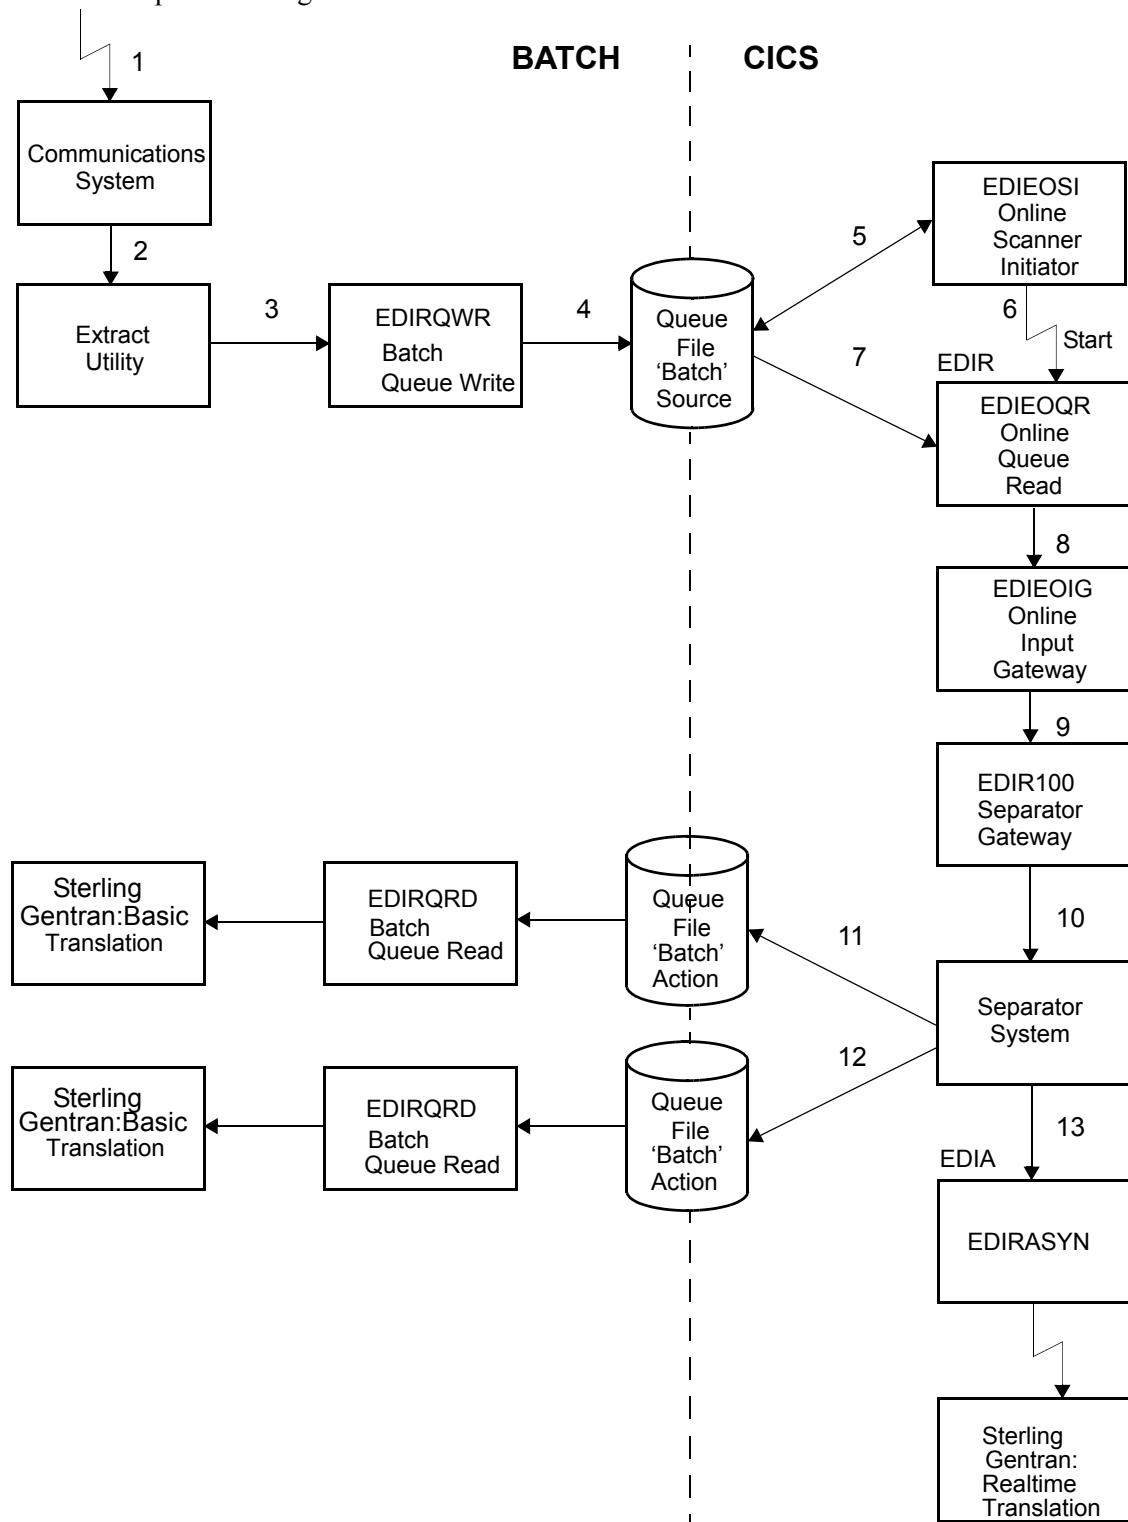 BATCH
CICS
1
Communications
System
2
Extract
Utility
3
EDIRQWR
Batch
Queue Write
4
Queue
File
‘Batch’
Source
5
EDIEOSI
Online
Scanner
Initiator
6
Start
7
EDIR
EDIEOQR
Online
Queue
Read
8
EDIEOIG
Online
Input
Gateway
9
EDIR100
Separator
Gateway
10
Separator
System
11
Queue
File
‘Batch’
Action
EDIRQRD
Batch
Queue Read
Sterling
Gentran:Basic
Translation
12
Queue
File
‘Batch’
Action
EDIRQRD
Batch
Queue Read
Sterling
Gentran:Basic
Translation
13
EDIA
EDIRASYN
Sterling
Gentran:
Realtime
Translation